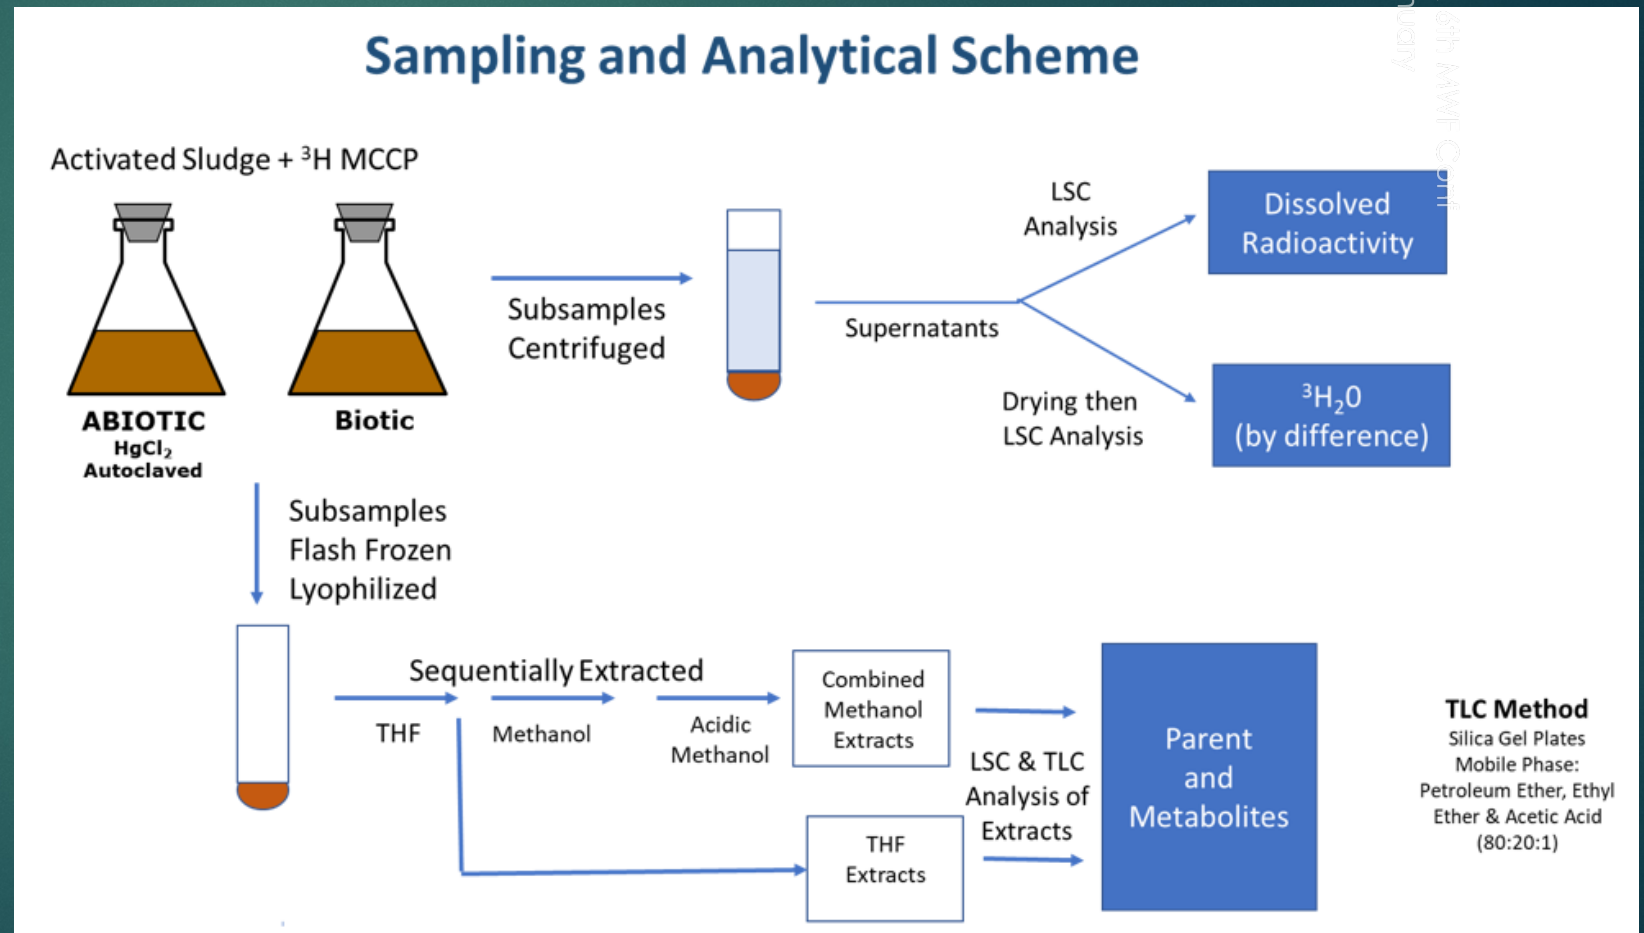 Sampling and Analytical Scheme
Activated Sludge + ³H MCCP
ABIOTIC
HgCl₂
Autoclaved
Biotic
Subsamples
Centrifuged
Supernatants
LSC
Analysis
Dissolved
Radioactivity
Drying then
LSC Analysis
³H₂0
(by difference)
Subsamples
Flash Frozen
Lyophilized
Sequentially Extracted
THF
Methanol
Acidic
Methanol
Combined
Methanol
Extracts
THF
Extracts
LSC & TLC
Analysis of
Extracts
Parent
and
Metabolites
TLC Method
Silica Gel Plates
Mobile Phase:
Petroleum Ether, Ethyl
Ether & Acetic Acid
(80:20:1)
6th MWF Conf